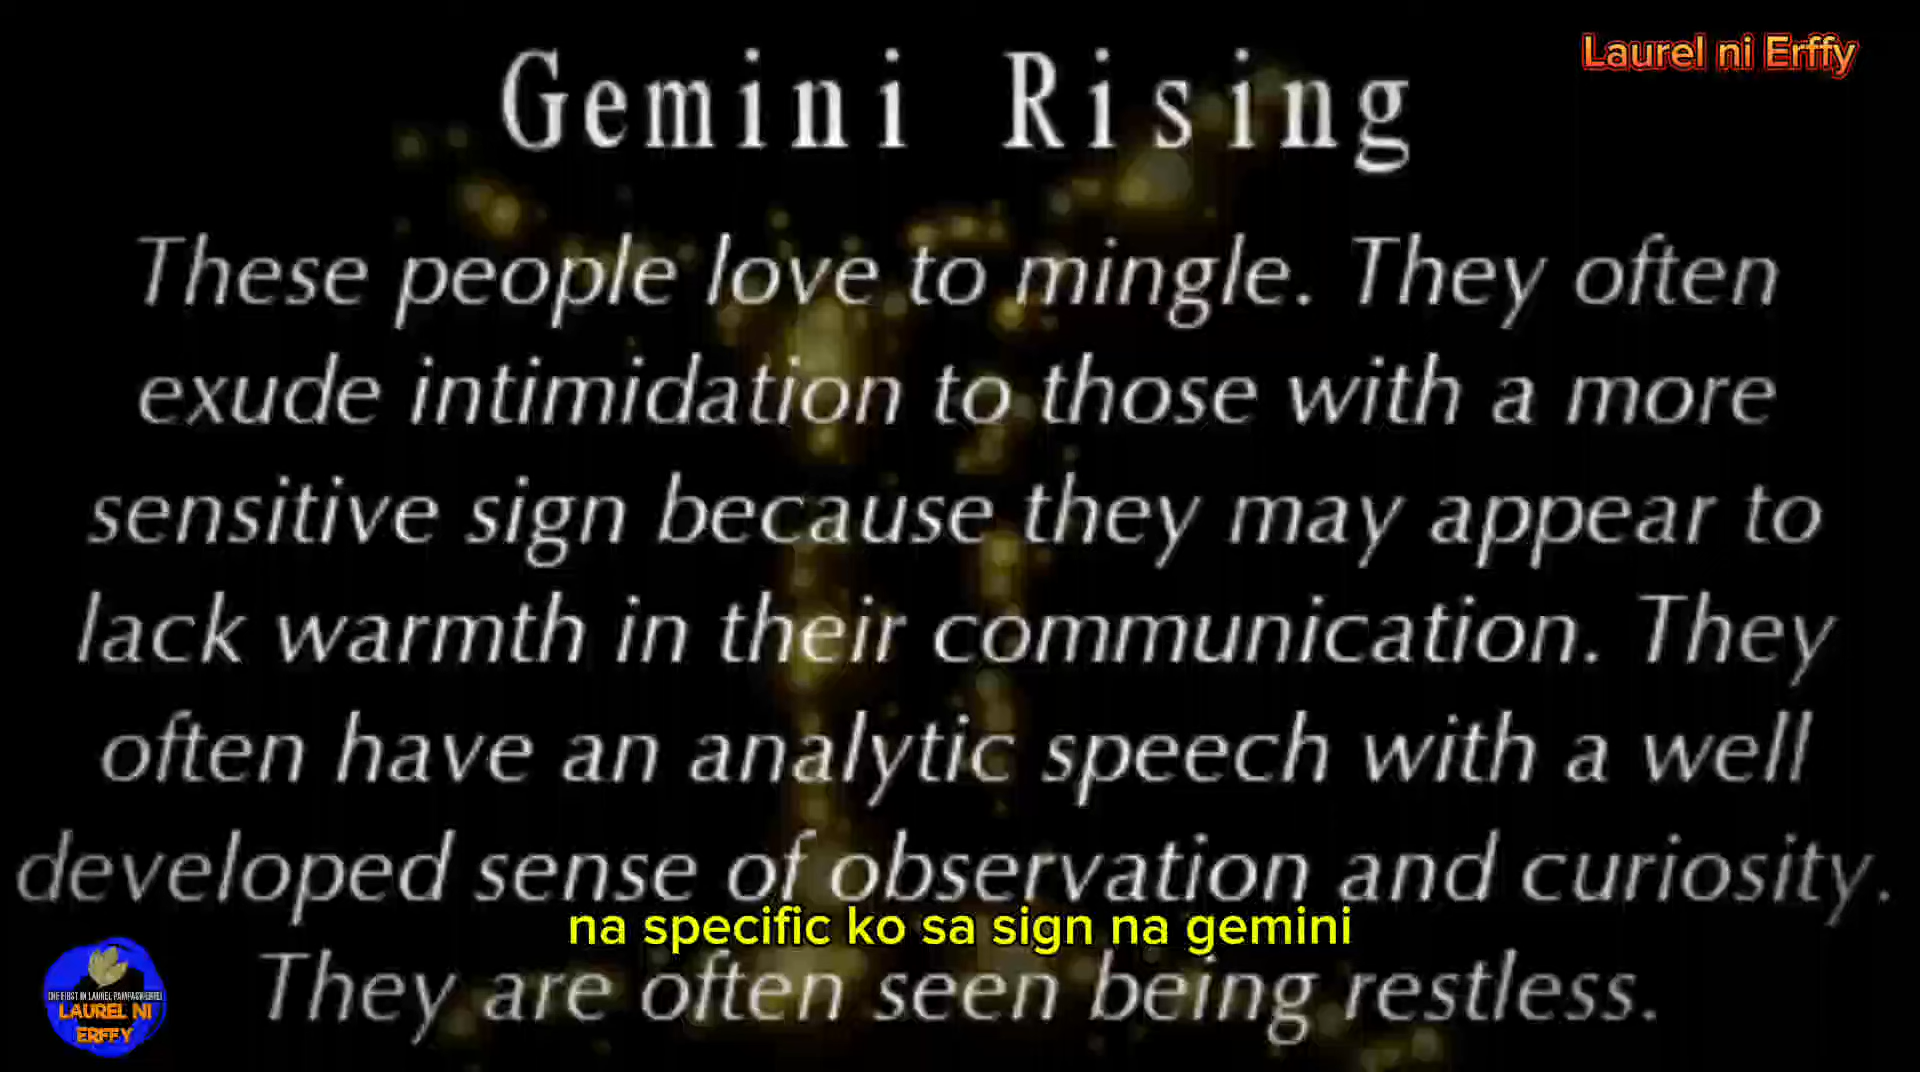 Laurel ni Erffy
Gemini Rising
These people love to mingle. They often
exude intimidation to those with a more
sensitive sign because they may appear to
lack warmth in their communication. They
often have an analytic speech with a well
developed sense of observation and curiosity.
na specific ko sa sign na gemini
They are often seen being restless.
LAUREL NI
ERFFY